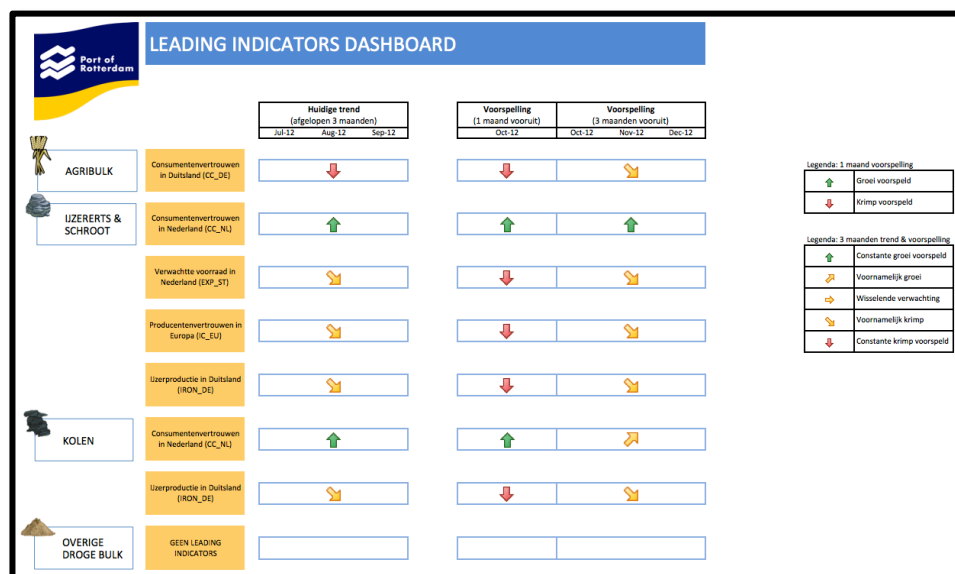 Port of
Rotterdam
LEADING INDICATORS DASHBOARD
Huidige trend
(afgelopen 3 maanden)
Jul-12 Aug-12 Sep-12
Voorspelling
(1 maand vooruit)
Oct-12
Voorspelling
(3 maanden vooruit)
Oct-12 Nov-12 Dec-12
AGRIBULK
Consumentenvertrouwen
in Duitsland (CC_DE)
IJZERERTS &
SCHROOT
Consumentenvertrouwen
in Nederland (CC_NL)
Verwachtte voorraad in
Nederland (EXP_ST)
Producentenvertrouwen in
Europa (IC_EU)
IJzerproductie in Duitsland
(IRON_DE)
KOLEN
Consumentenvertrouwen
in Nederland (CC_NL)
IJzerproductie in Duitsland
(IRON_DE)
OVERIGE
DROGE BULK
GEEN LEADING
INDICATORS
Legenda: 1 maand voorspelling
Groei voorspeld
Krimp voorspeld
Legenda: 3 maanden trend & voorspelling
Constante groei voorspeld
Voornamelijk groei
Wisselende verwachting
Voornamelijk krimp
Constante krimp voorspeld